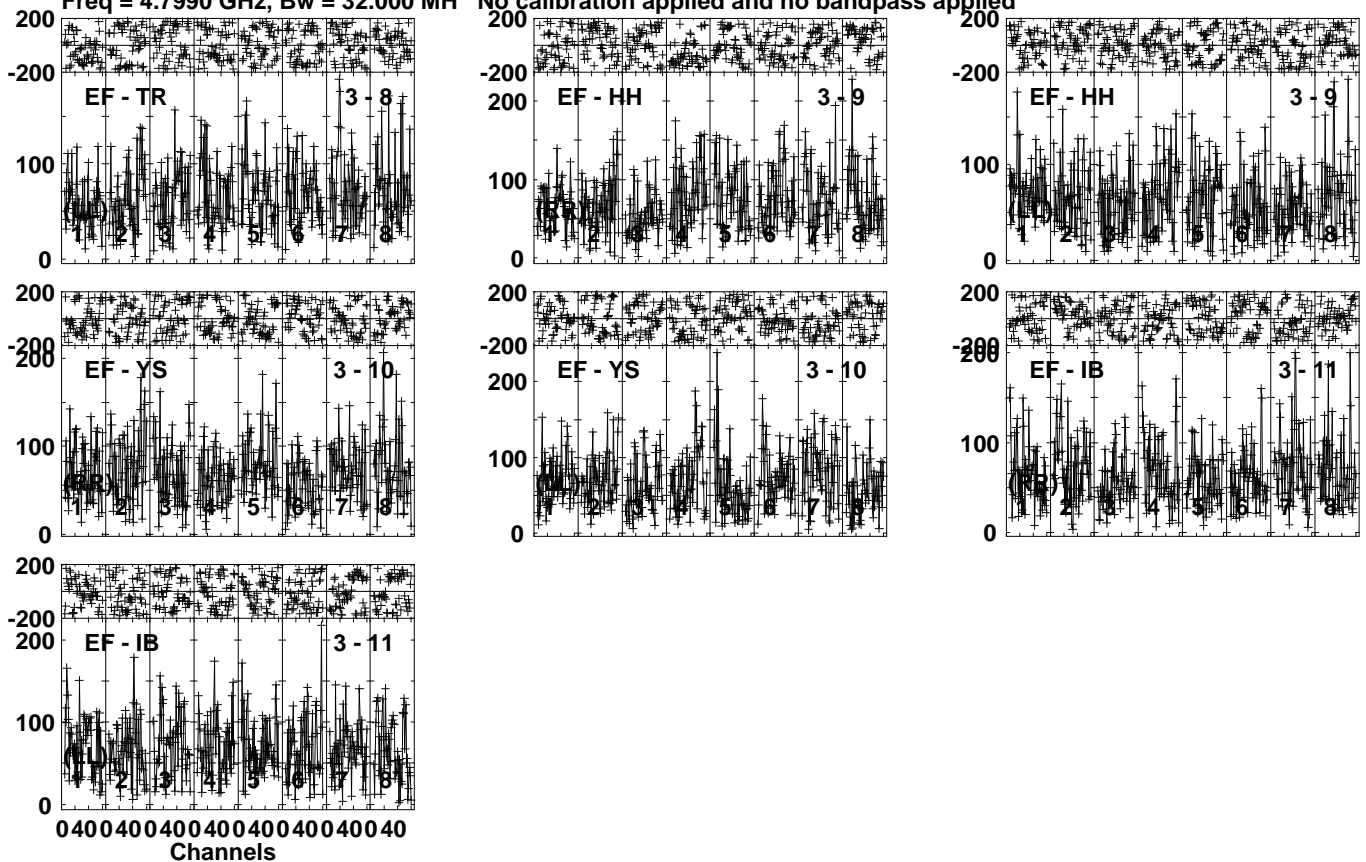 Freq = 4.7990 GHz, Bw = 32.000 MH No calibration applied and no bandpass applied
200
-200
EF - TR 3 - 8
100
0
(LL)
1 2 3 4 5 6 7 8
200
-200
200
EF - HH 3 - 9
100
0
(RR)
1 2 3 4 5 6 7 8
200
-200
200
EF - HH 3 - 9
100
0
(LL)
1 2 3 4 5 6 7 8
200
-200
200
EF - YS 3 - 10
100
0
(RR)
1 2 3 4 5 6 7 8
200
-200
200
EF - YS 3 - 10
100
0
(LL)
1 2 3 4 5 6 7 8
200
-200
200
EF - IB 3 - 11
100
0
(RR)
1 2 3 4 5 6 7 8
200
-200
200
EF - IB 3 - 11
100
0
(LL)
1 2 3 4 5 6 7 8
0 40 0 40 0 40 0 40 0 40 0 40 0 40 0 40
Channels